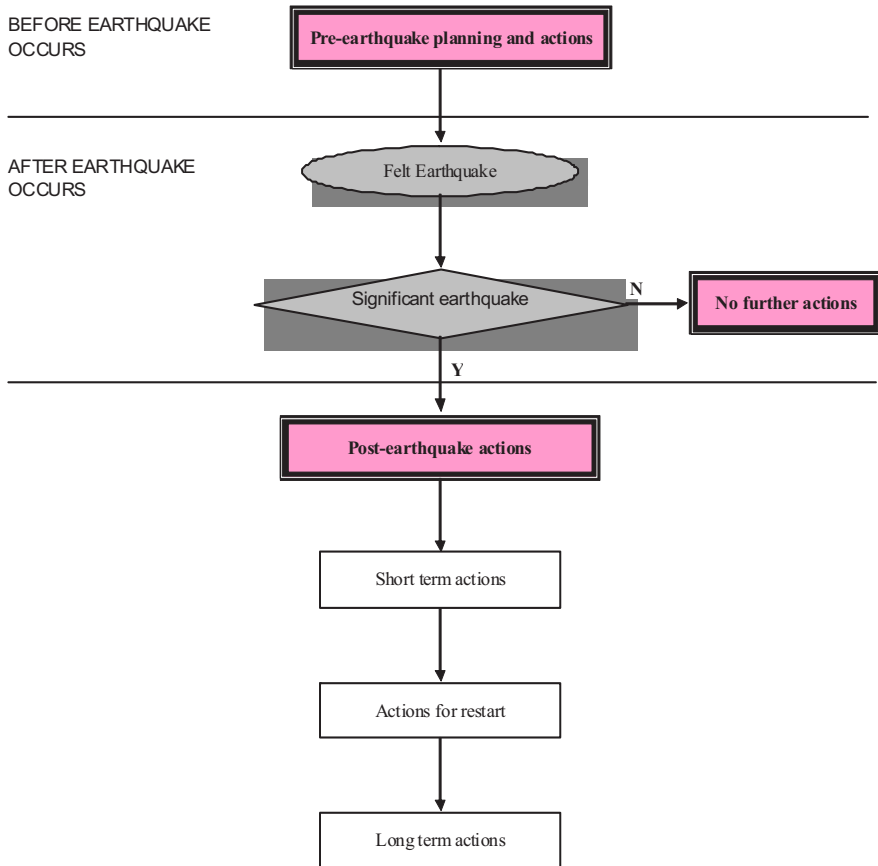 BEFORE EARTHQUAKE
OCCURS
Pre-earthquake planning and actions
AFTER EARTHQUAKE
OCCURS
Felt Earthquake
Significant earthquake
N
No further actions
Y
Post-earthquake actions
Short term actions
Actions for restart
Long term actions